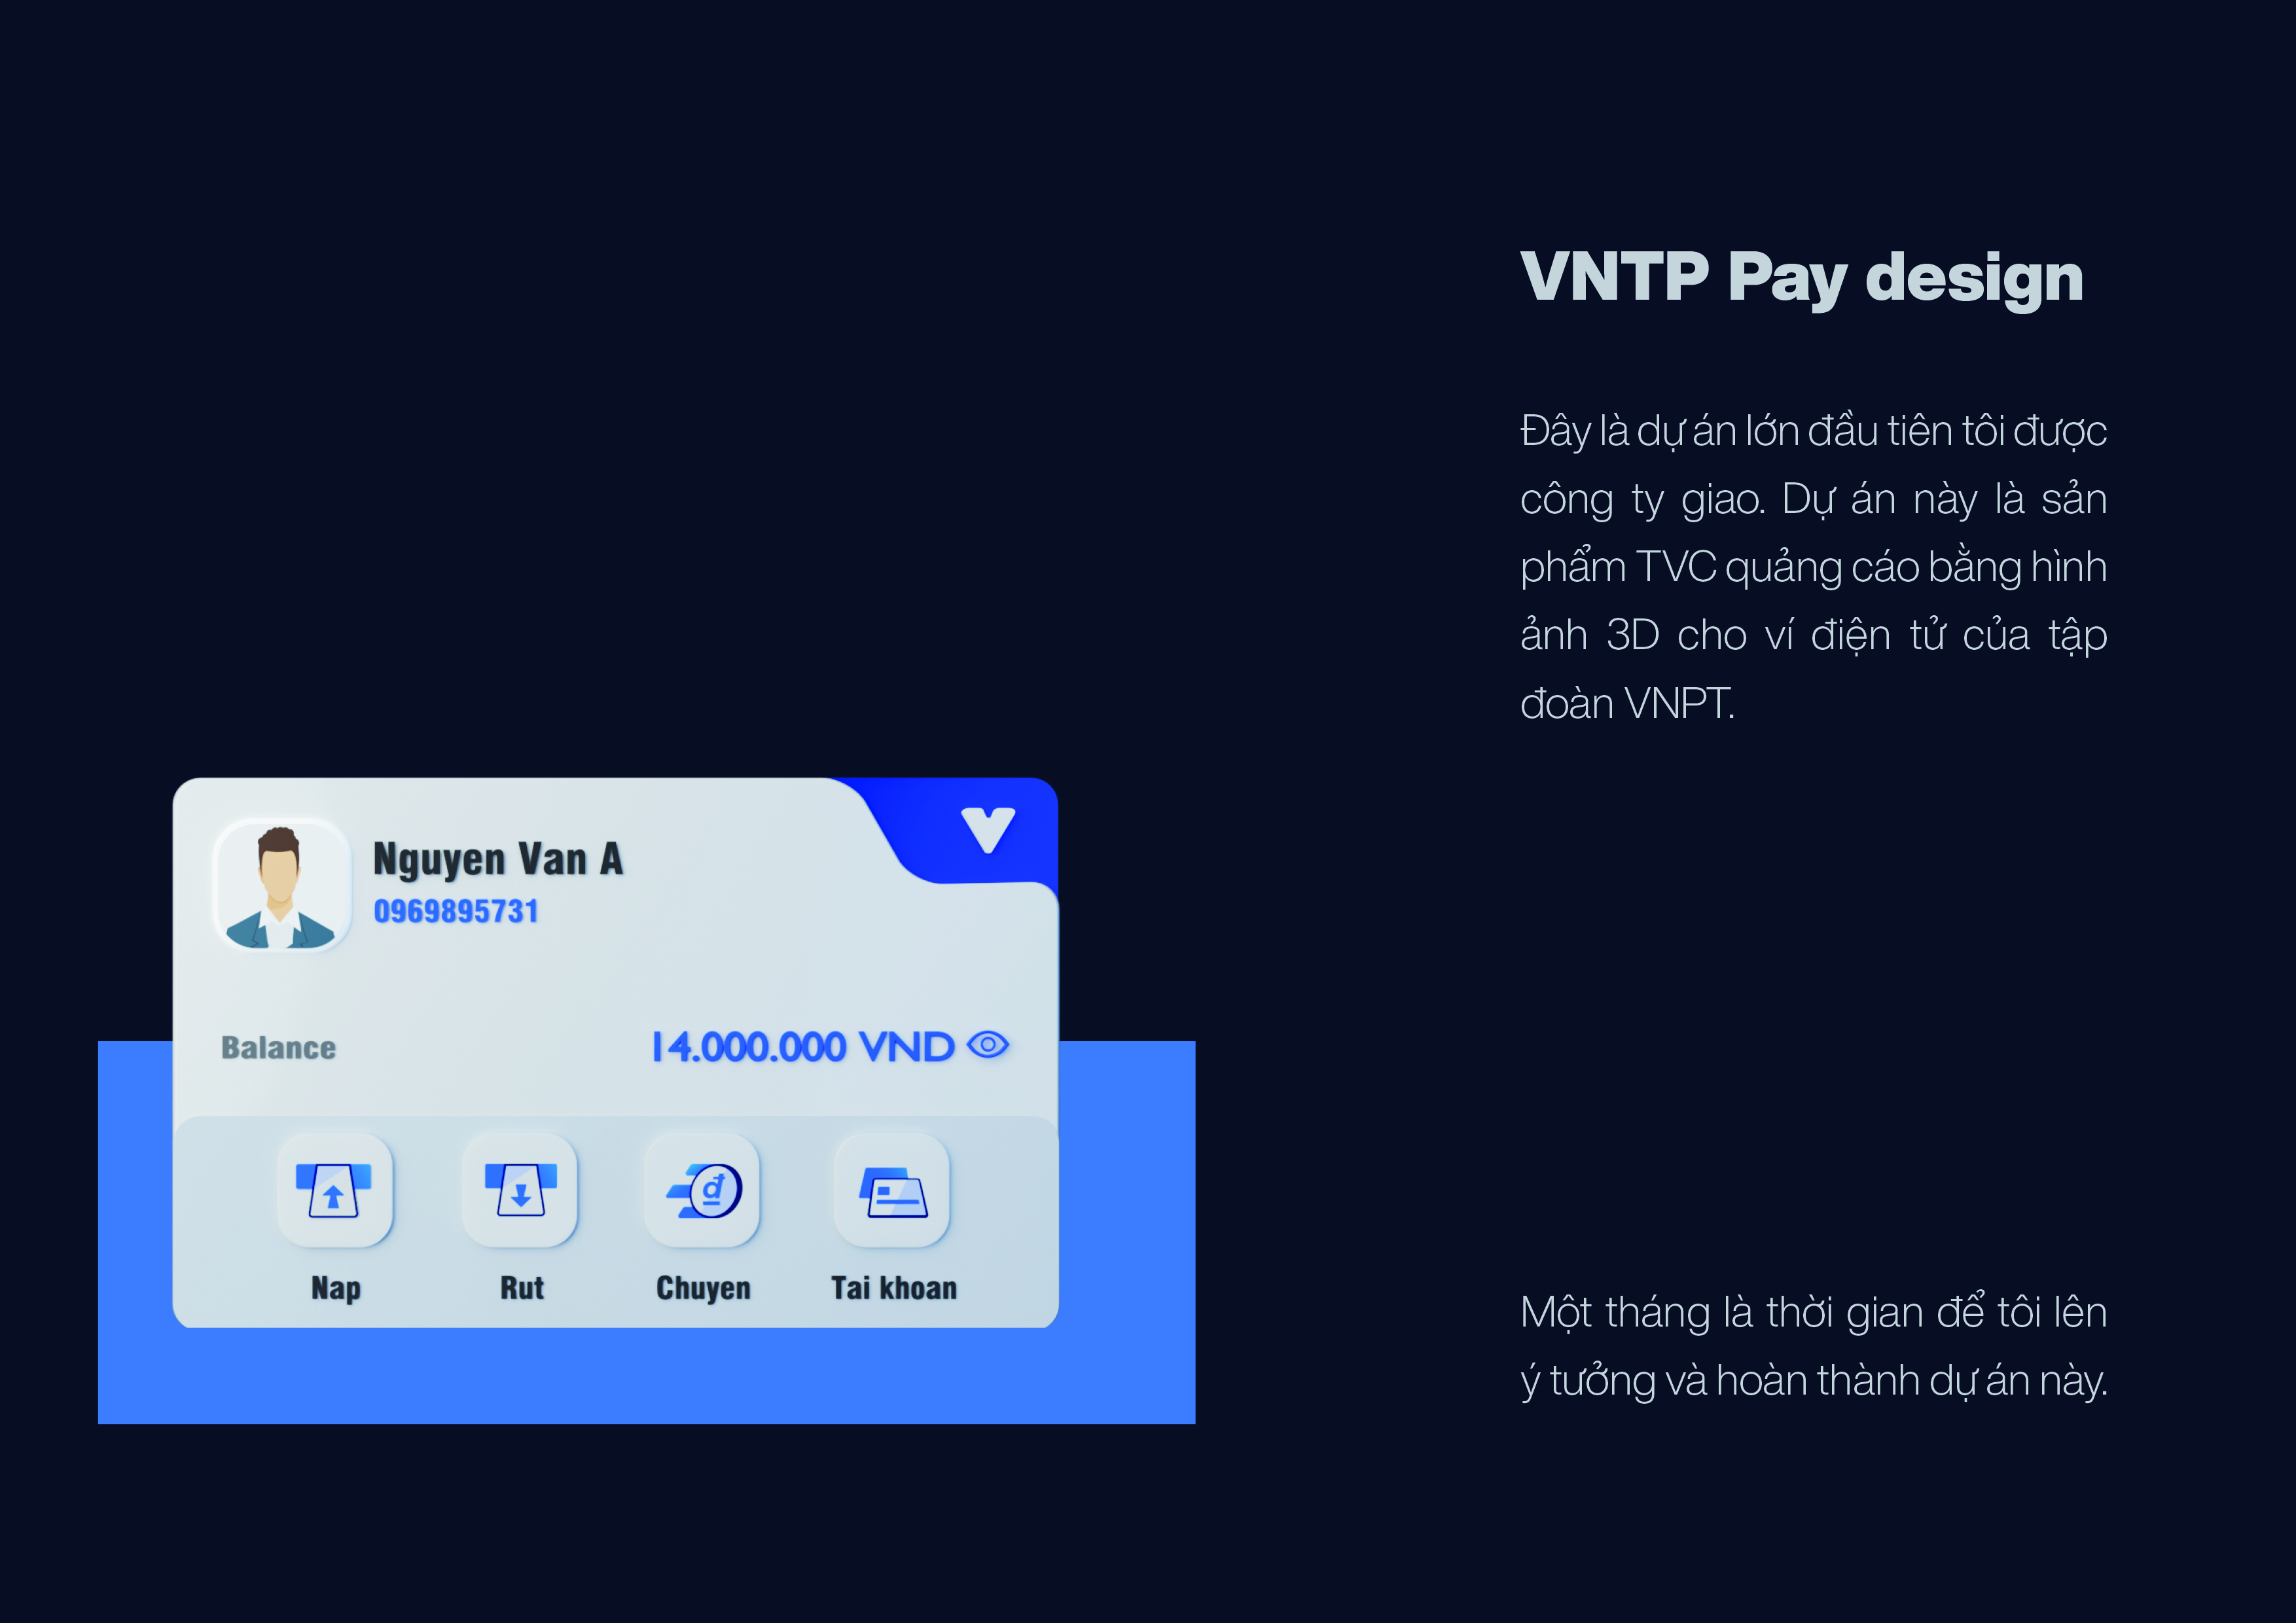 VNTP Pay design
Đây là dự án lớn đầu tiên tôi được
công ty giao. Dự án này là sản
phẩm TVC quảng cáo bằng hình
ảnh 3D cho ví điện tử của tập
đoàn VNPT.
Nguyen Van A
0969895731
Balance
14.000.000 VND
đ
Nap
Rut
Chuyen
Tai khoan
Một tháng là thời gian để tôi lên
ý tưởng và hoàn thành dự án này.